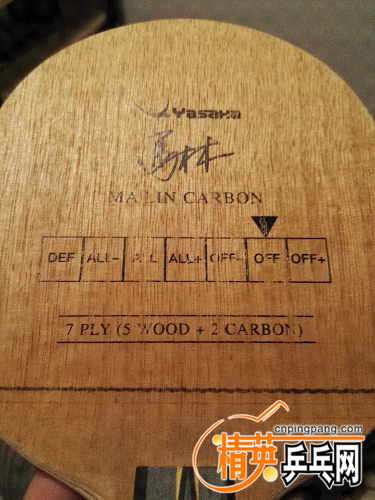 Yasaka
馬林
MA LIN CARBON
DEF ALL- ALL ALL+ OFF- OFF OFF+
7 PLY (5 WOOD + 2 CARBON)
cnpingpang.com
精英乒乓网